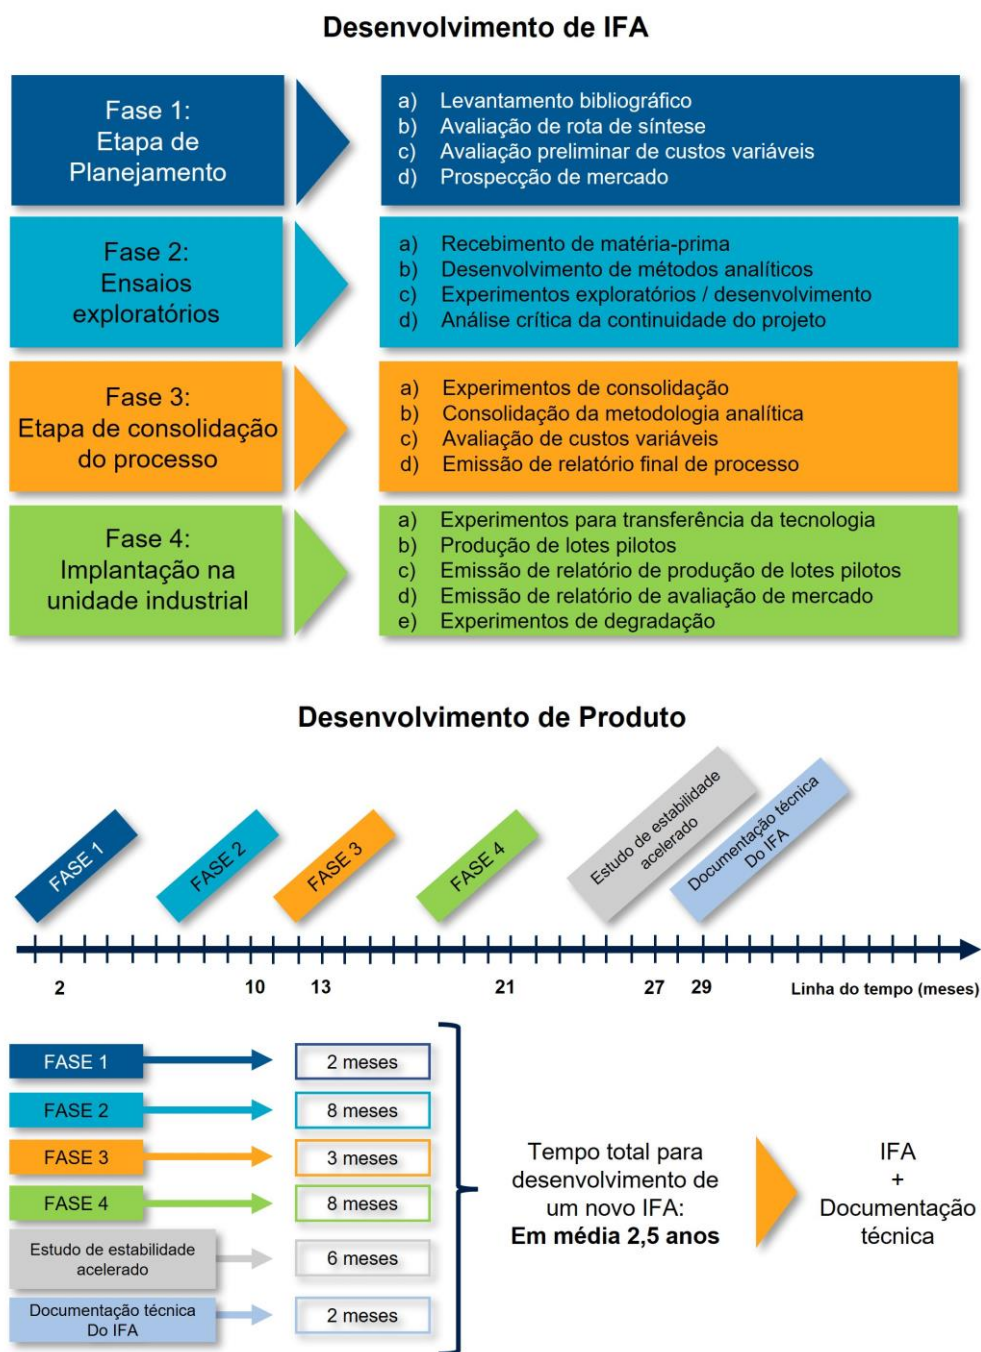 Desenvolvimento de IFA
Fase 1:
Etapa de
Planejamento
a) Levantamento bibliográfico
b) Avaliação de rota de síntese
c) Avaliação preliminar de custos variáveis
d) Prospecção de mercado
Fase 2:
Ensaios
exploratórios
a) Recebimento de matéria-prima
b) Desenvolvimento de métodos analíticos
c) Experimentos exploratórios / desenvolvimento
d) Análise crítica da continuidade do projeto
Fase 3:
Etapa de consolidação
do processo
a) Experimentos de consolidação
b) Consolidação da metodologia analítica
c) Avaliação de custos variáveis
d) Emissão de relatório final de processo
Fase 4:
Implantação na
unidade industrial
a) Experimentos para transferência da tecnologia
b) Produção de lotes pilotos
c) Emissão de relatório de produção de lotes pilotos
d) Emissão de relatório de avaliação de mercado
e) Experimentos de degradação
Desenvolvimento de Produto
FASE 1
FASE 2
FASE 3
FASE 4
Estudo de estabilidade
acelerado
Documentação técnica
Do IFA
2 10 13 21 27 29 Linha do tempo (meses)
FASE 1 2 meses
FASE 2 8 meses
FASE 3 3 meses
FASE 4 8 meses
Estudo de estabilidade
acelerado
6 meses
Documentação técnica
Do IFA
2 meses
Tempo total para
desenvolvimento de
um novo IFA:
Em média 2,5 anos
IFA
+
Documentação
técnica